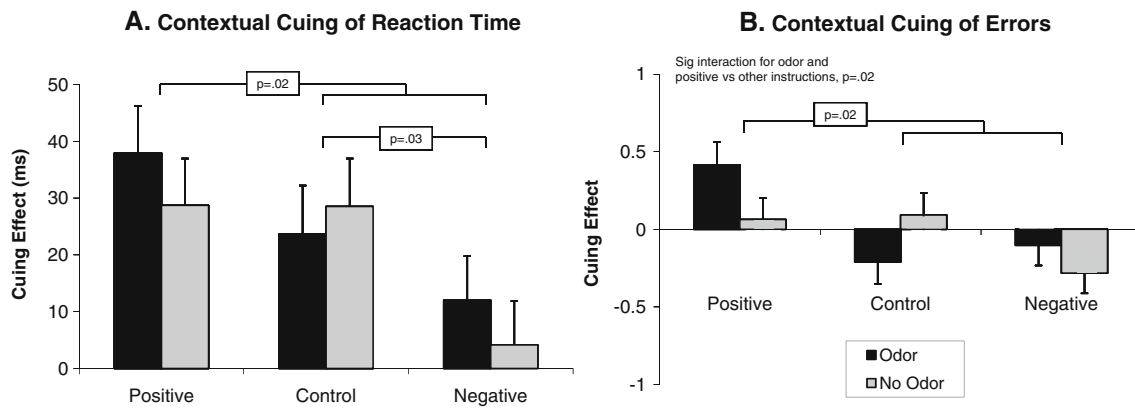 A. Contextual Cuing of Reaction Time
Cuing Effect (ms)
50
40
30
20
10
0
p=.02
p=.03
Positive Control Negative
B. Contextual Cuing of Errors
Sig interaction for odor and
positive vs other instructions, p=.02
Cuing Effect
1
0.5
0
-0.5
-1
p=.02
Positive Control Negative
Odor
No Odor